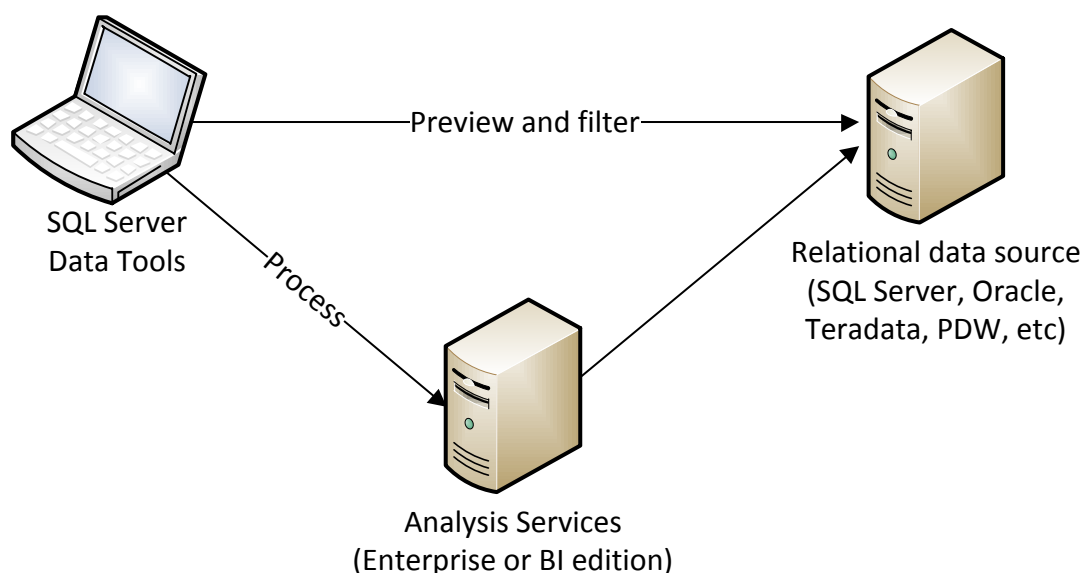 Preview and filter
SQL Server
Data Tools
Process
Relational data source
(SQL Server, Oracle,
Teradata, PDW, etc)
Analysis Services
(Enterprise or BI edition)